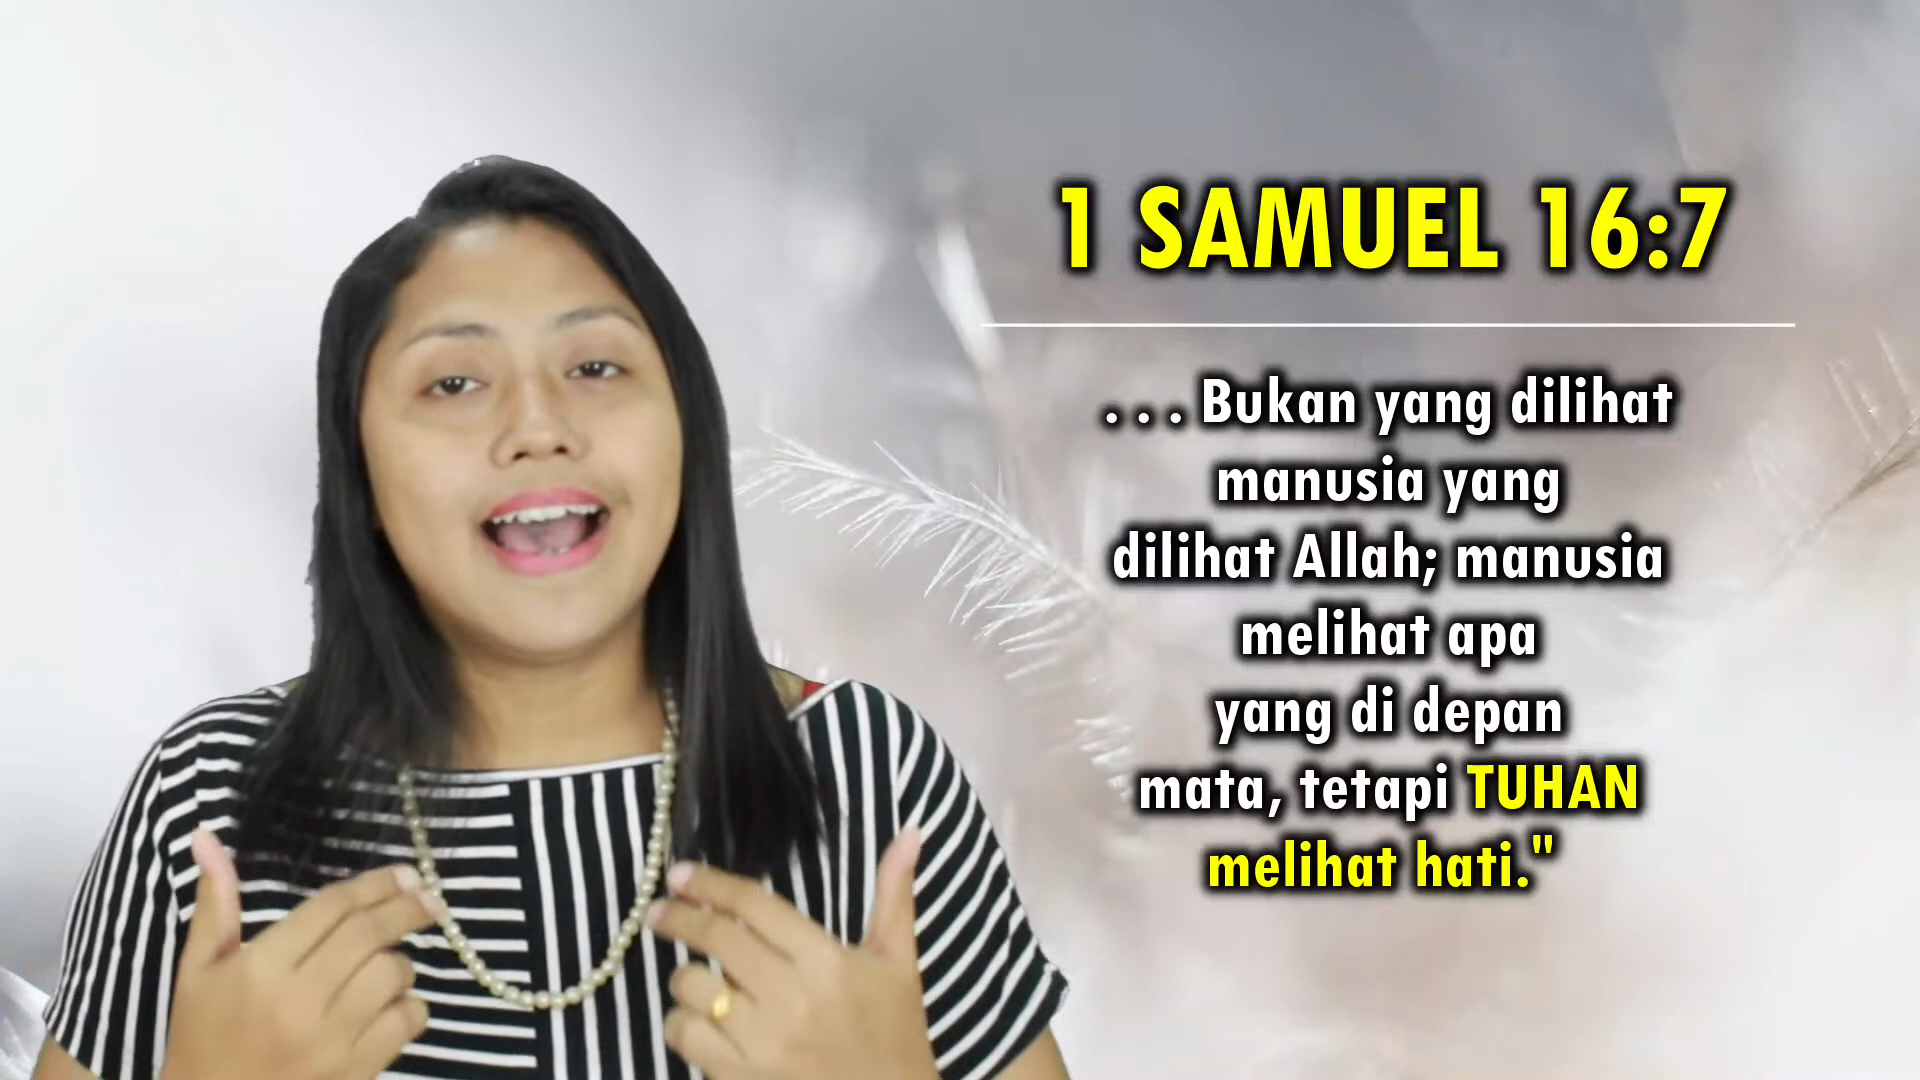 1 SAMUEL 16:7
. . . Bukan yang dilihat
manusia yang
dilihat Allah; manusia
melihat apa
yang di depan
mata, tetapi TUHAN
melihat hati."